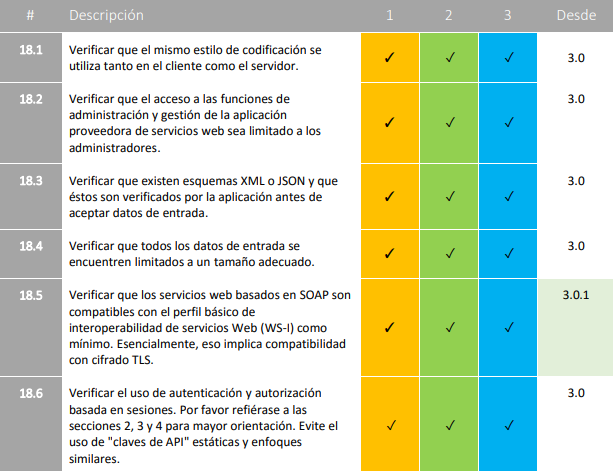 # Descripción 1 2 3 Desde
18.1 Verificar que el mismo estilo de codificación se
utiliza tanto en el cliente como el servidor. ✓ ✓ ✓ 3.0
18.2 Verificar que el acceso a las funciones de
administración y gestión de la aplicación
proveedora de servicios web sea limitado a los
administradores. ✓ ✓ ✓ 3.0
18.3 Verificar que existen esquemas XML o JSON y que
éstos son verificados por la aplicación antes de
aceptar datos de entrada. ✓ ✓ ✓ 3.0
18.4 Verificar que todos los datos de entrada se
encuentren limitados a un tamaño adecuado. ✓ ✓ ✓ 3.0
18.5 Verificar que los servicios web basados en SOAP son
compatibles con el perfil básico de
interoperabilidad de servicios Web (WS-I) como
mínimo. Esencialmente, eso implica compatibilidad
con cifrado TLS. ✓ ✓ ✓ 3.0.1
18.6 Verificar el uso de autenticación y autorización
basada en sesiones. Por favor refiérase a las
secciones 2, 3 y 4 para mayor orientación. Evite el
uso de "claves de API" estáticas y enfoques
similares. ✓ ✓ ✓ 3.0